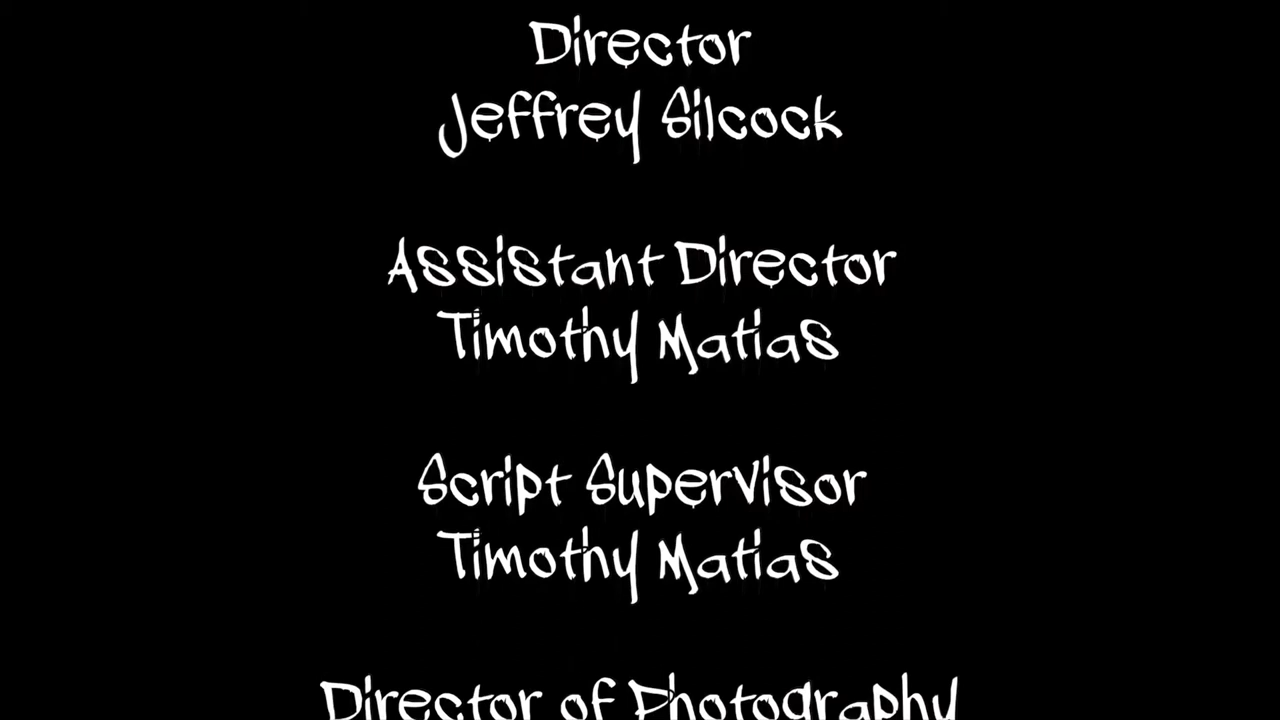 Director
Jeffrey Silcock
Assistant Director
Timothy Matias
Script Supervisor
Timothy Matias
Director of Photography